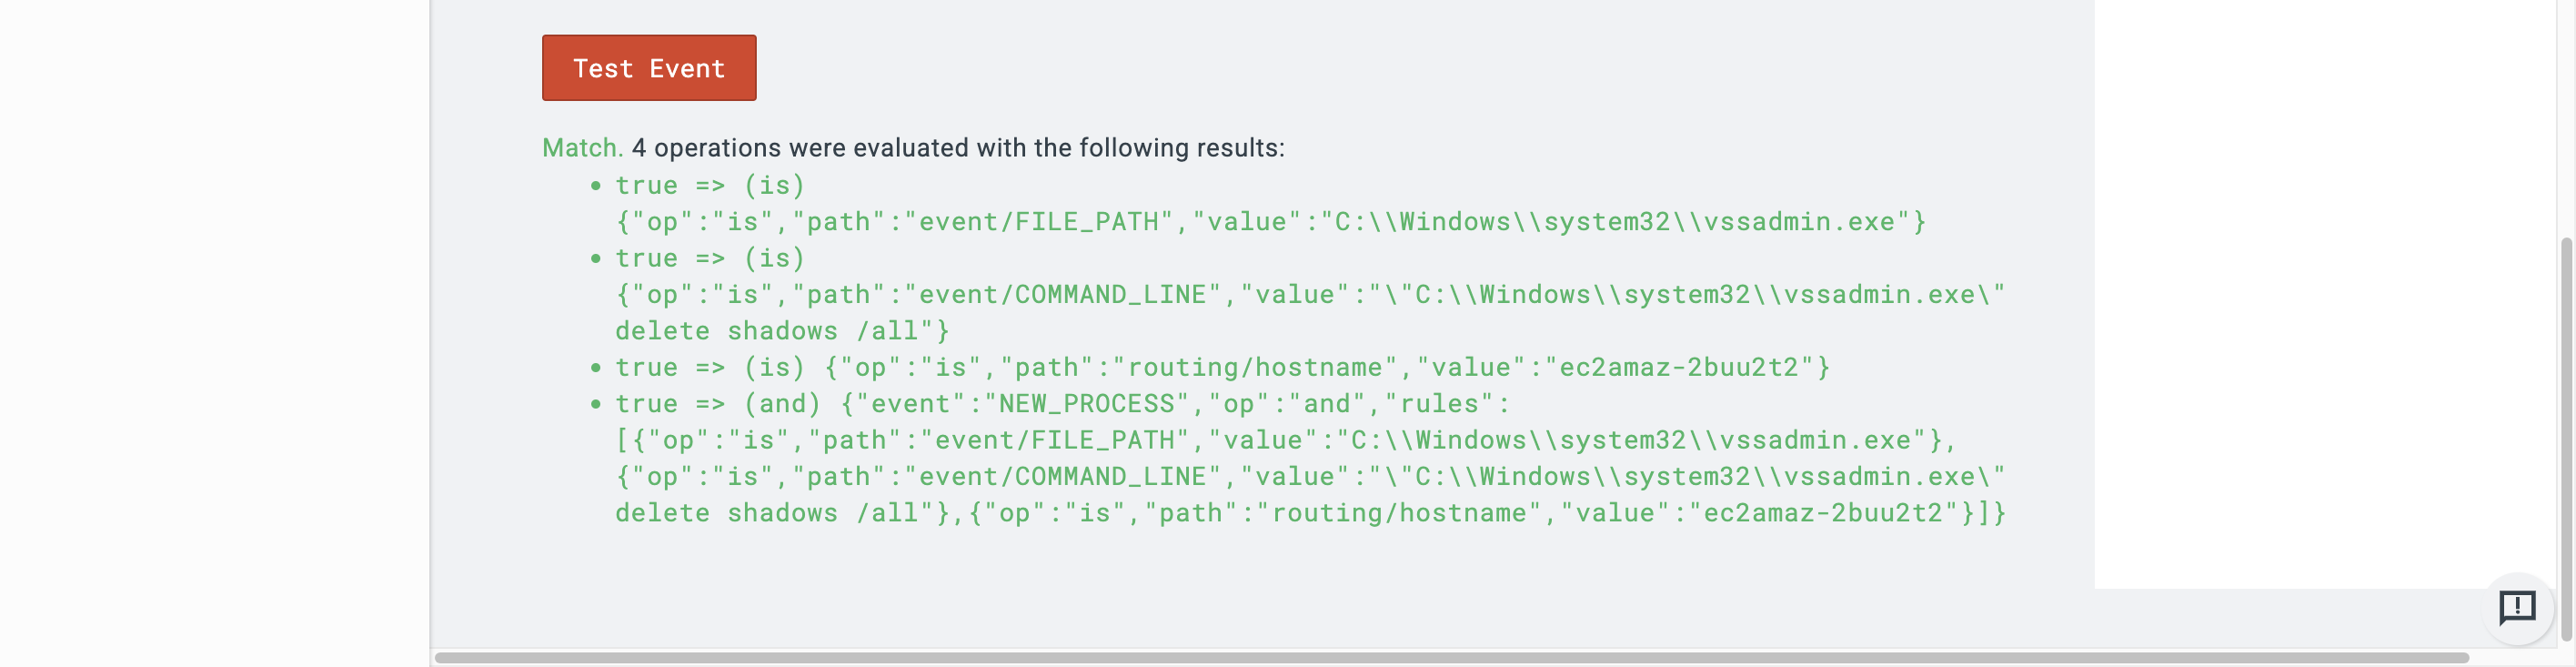 Test Event
Match. 4 operations were evaluated with the following results:
true => (is)
{"op":"is","path":"event/FILE_PATH","value":"C:\\Windows\\system32\\vssadmin.exe"}
true => (is)
{"op":"is","path":"event/COMMAND_LINE","value":"\"C:\\Windows\\system32\\vssadmin.exe\"
delete shadows /all"}
true => (is) {"op":"is","path":"routing/hostname","value":"ec2amaz-2buu2t2"}
true => (and) {"event":"NEW_PROCESS","op":"and","rules":
[{"op":"is","path":"event/FILE_PATH","value":"C:\\Windows\\system32\\vssadmin.exe"},
{"op":"is","path":"event/COMMAND_LINE","value":"\"C:\\Windows\\system32\\vssadmin.exe\"
delete shadows /all"},{"op":"is","path":"routing/hostname","value":"ec2amaz-2buu2t2"}]}